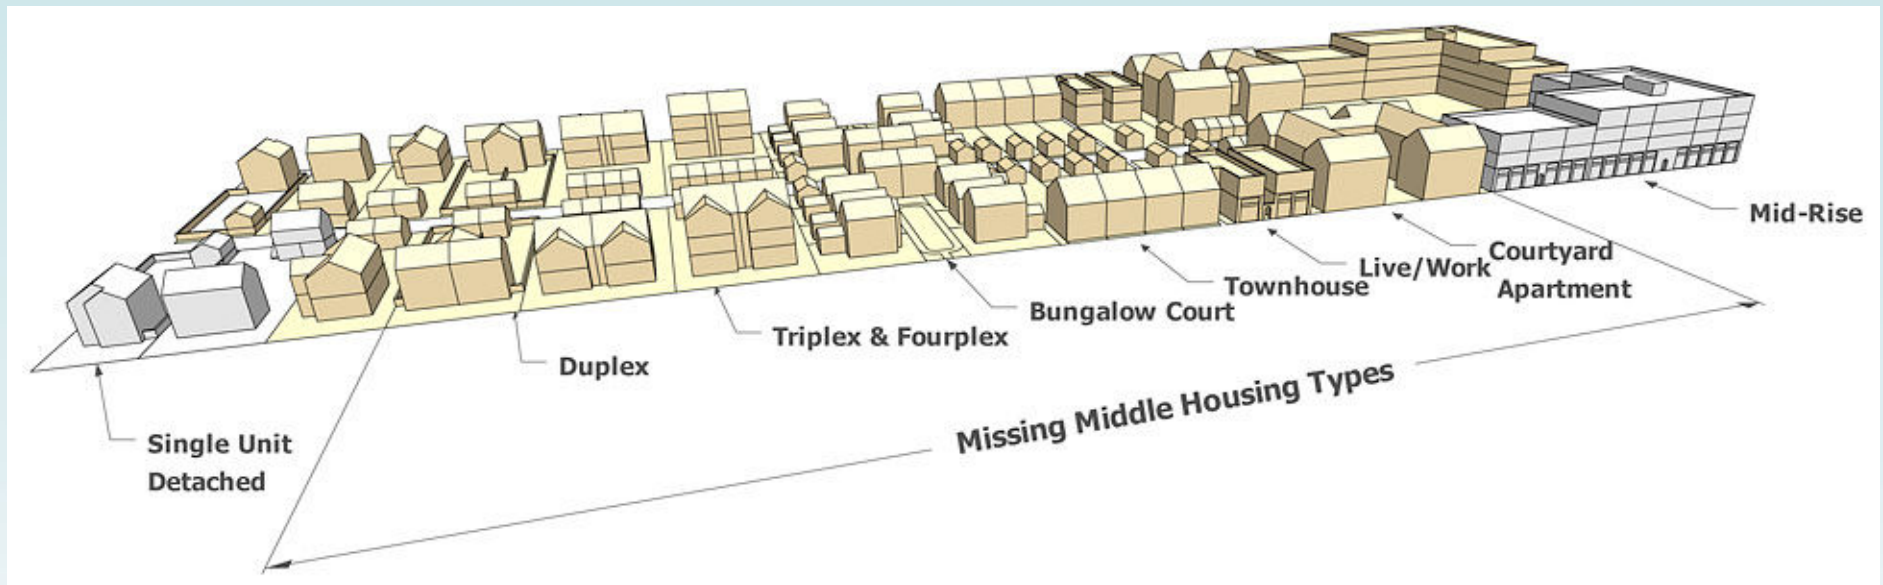 Single Unit
Detached
Duplex
Triplex & Fourplex
Bungalow Court
Townhouse
Live/Work
Courtyard
Apartment
Mid-Rise
Missing Middle Housing Types